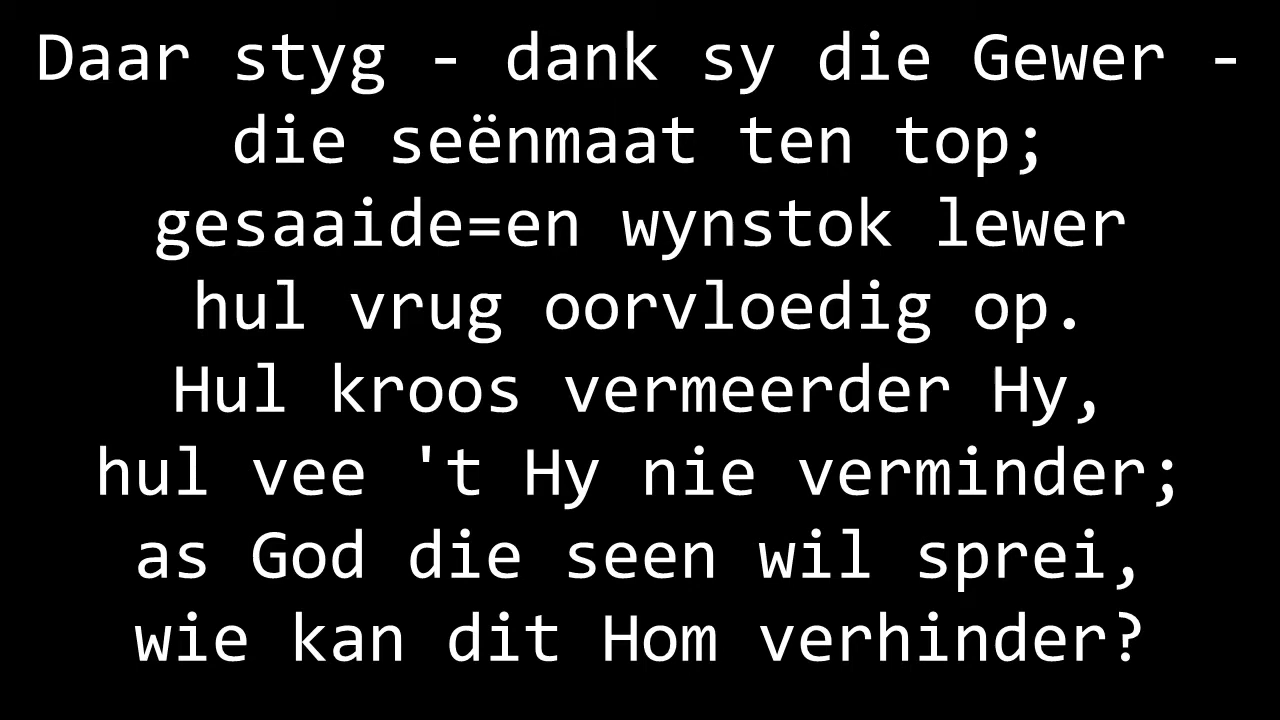 Daar styg - dank sy die Gewer -
die seënmaat ten top;
gesaaide=en wynstok lewer
hul vrug oorvloedig op.
Hul kroos vermeerder Hy,
hul vee 't Hy nie verminder;
as God die seen wil sprei,
wie kan dit Hom verhinder?